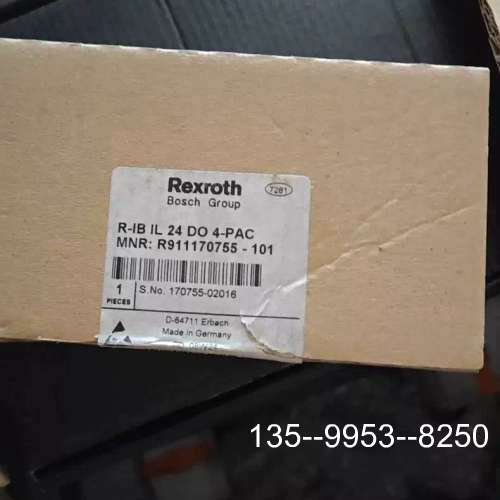 Rexroth
7261
Bosch Group
R-IB IL 24 DO 4-PAC
MNR: R911170755 - 101
1
PIECES
S.No. 170755-02016
D-64711 Erbach
Made in Germany
135--9953--8250